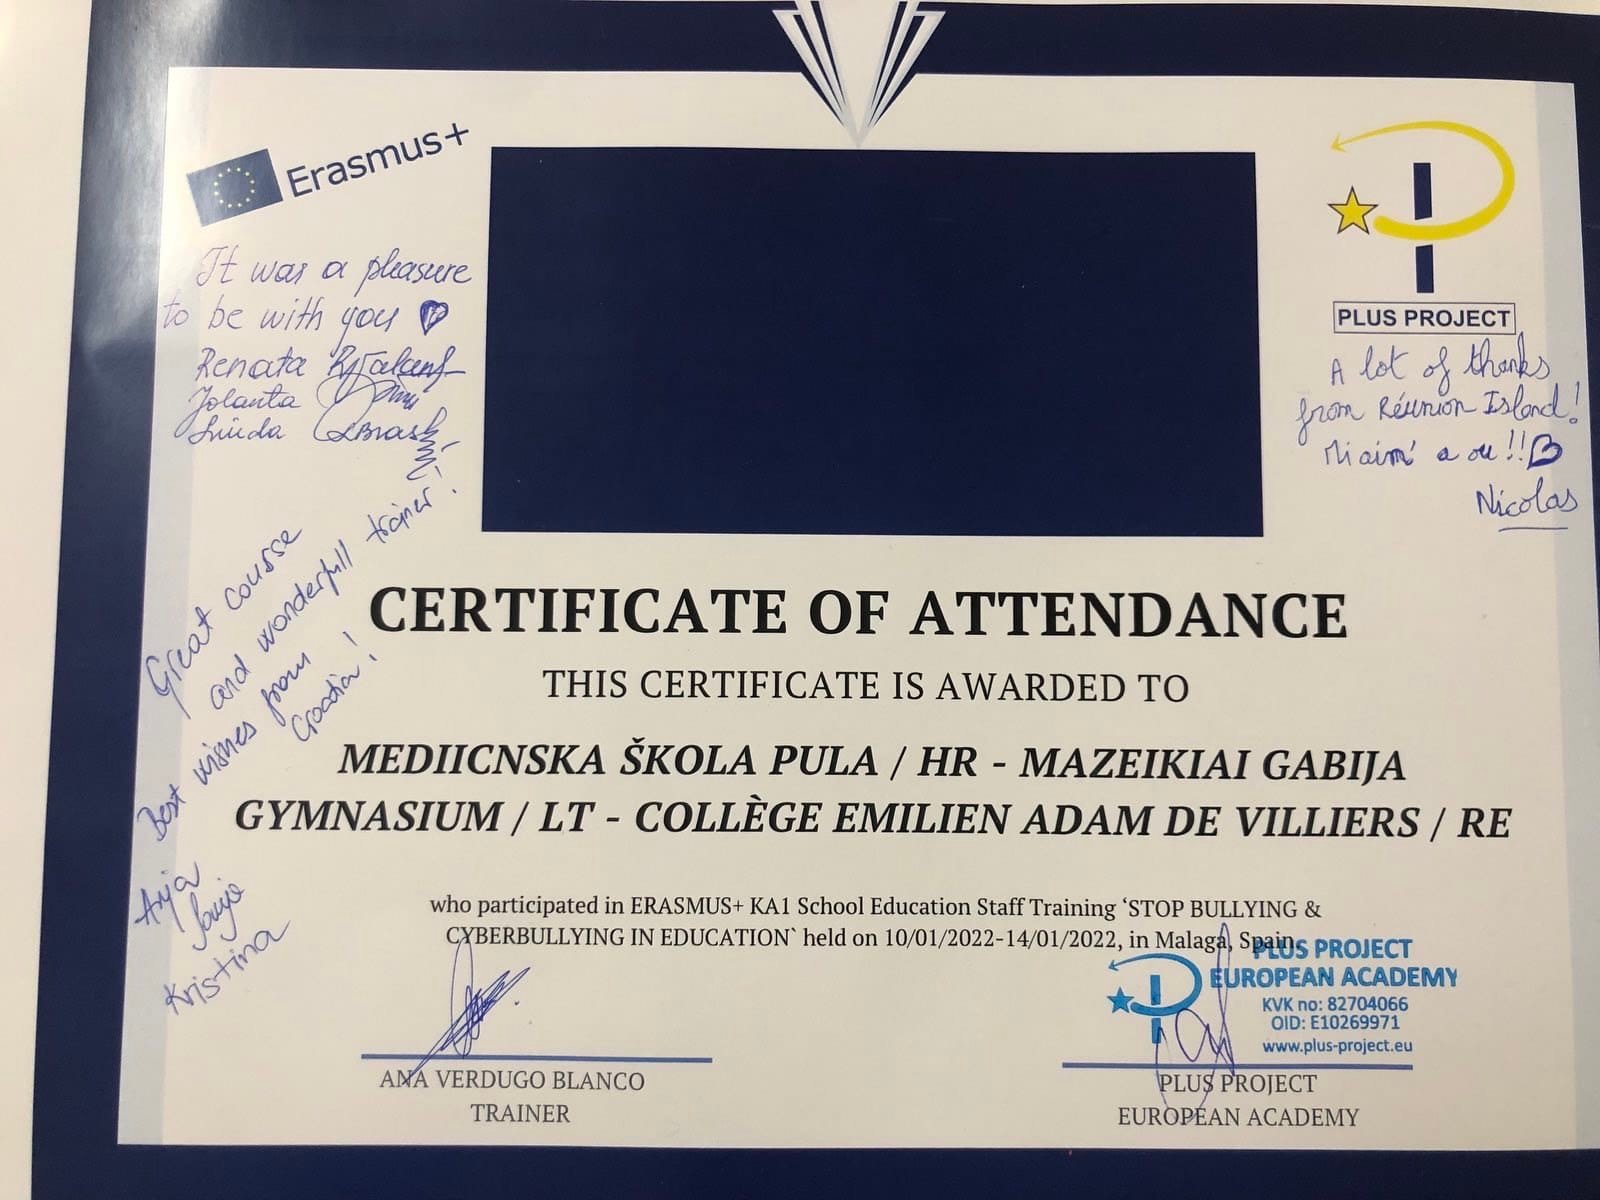 Erasmus+
It was a pleasure
to be with you
Renata
Jolanta
PLUS PROJECT
A lot of thanks
from Réunion Island!
Mi aim' a ou!!
Nicolas
Great course
and wonderfull trainer!
Best wishes from
Croatia!
Anja
Kristina
CERTIFICATE OF ATTENDANCE
THIS CERTIFICATE IS AWARDED TO
MEDIICNSKA ŠKOLA PULA / HR - MAZEIKIAI GABIJA
GYMNASIUM / LT - COLLÈGE EMILIEN ADAM DE VILLIERS / RE
who participated in ERASMUS+ KA1 School Education Staff Training ‘STOP BULLYING &
CYBERBULLYING IN EDUCATION` held on 10/01/2022-14/01/2022, in Malaga, Spain.
PLUS PROJECT
EUROPEAN ACADEMY
KVK no: 82704066
OID: E10269971
www.plus-project.eu
ANA VERDUGO BLANCO
TRAINER
PLUS PROJECT
EUROPEAN ACADEMY